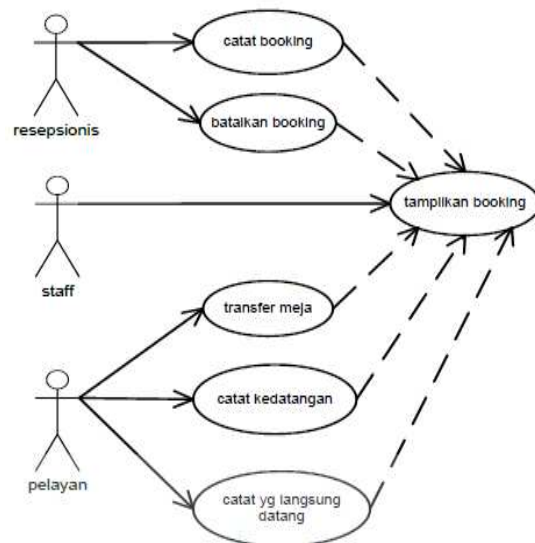 catat booking
batalkan booking
resepsionis
tampilkan booking
staff
transfer meja
catat kedatangan
pelayan
catat yg langsung
datang